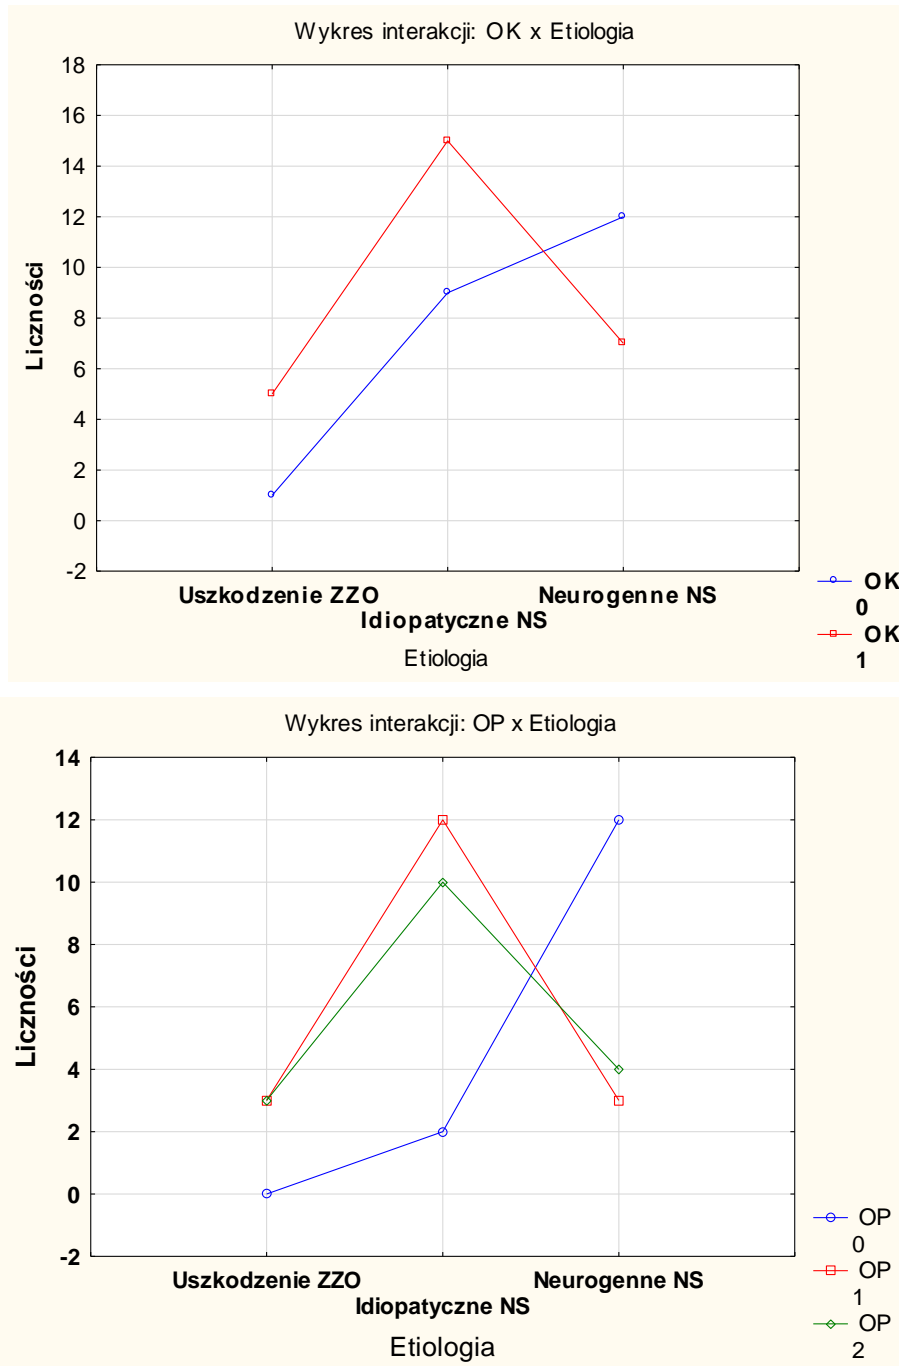 Wykres interakcji: OK x Etiologia
18
16
14
12
10
8
6
4
2
0
-2
Liczności
Uszkodzenie ZZO
Neurogenne NS
Idiopatyczne NS
Etiologia
OK
0
OK
1
Wykres interakcji: OP x Etiologia
14
12
10
8
6
4
2
0
-2
Liczności
Uszkodzenie ZZO
Neurogenne NS
Idiopatyczne NS
Etiologia
OP
0
OP
1
OP
2